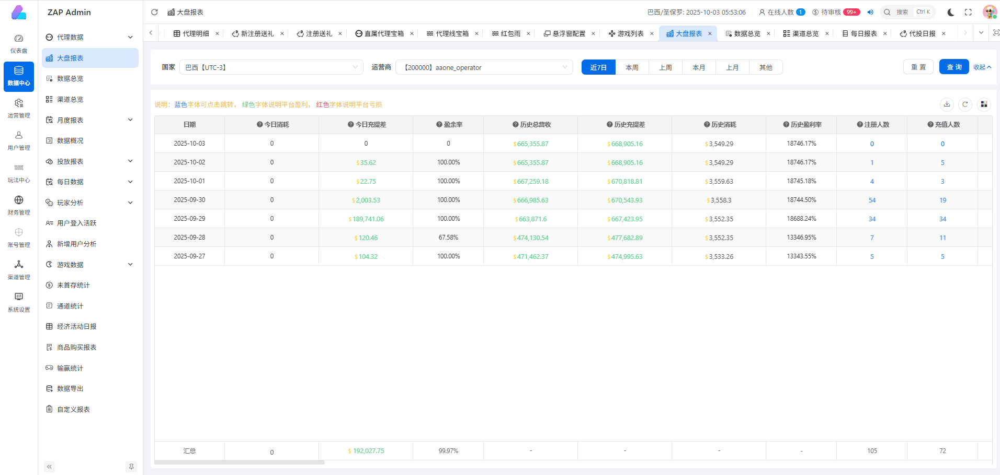 ZAP Admin
大盘报表
巴西/圣保罗: 2025-10-03 05:53:06
在线人数 1
待审核 99+
搜索 Ctrl K
仪表盘
数据中心
运营管理
用户管理
玩法中心
财务管理
账号管理
渠道管理
系统设置
代理数据
大盘报表
数据总览
渠道总览
月度报表
数据概况
投放报表
每日数据
玩家分析
用户登入活跃
新增用户分析
游戏数据
未首存统计
通道统计
经济活动日报
商品购买报表
输赢统计
数据导出
自定义报表
代理明细 × 新注册送礼 × 注册送礼 × 直属代理宝箱 × 代理线宝箱 × 红包雨 × 悬浮窗配置 × 游戏列表 × 大盘报表 × 数据总览 × 渠道总览 × 每日报表 × 代投日报 ×
国家 巴西【UTC-3】 运营商 【200000】aaone_operator 近7日 本周 上周 本月 上月 其他 重 置 查 询 收起
说明: 蓝色字体可点击跳转， 绿色字体说明平台盈利， 红色字体说明平台亏损
日期 今日消耗 今日充提差 盈余率 历史总营收 历史充提差 历史消耗 历史盈利率 注册人数 充值人数
2025-10-03 0 0 0 $665,355.87 $668,905.16 $3,549.29 18746.17% 0 0
2025-10-02 0 $35.62 100.00% $665,355.87 $668,905.16 $3,549.29 18746.17% 1 5
2025-10-01 0 $22.75 100.00% $667,259.18 $670,818.81 $3,559.63 18745.18% 4 3
2025-09-30 0 $2,003.53 100.00% $666,985.63 $670,543.93 $3,558.3 18744.50% 54 19
2025-09-29 0 $189,741.06 100.00% $663,871.6 $667,423.95 $3,552.35 18688.24% 34 34
2025-09-28 0 $120.46 67.58% $474,130.54 $477,682.89 $3,552.35 13346.95% 7 11
2025-09-27 0 $104.32 100.00% $471,462.37 $474,995.63 $3,533.26 13343.55% 5 5
汇总 0 $ 192,027.75 99.97% - - - - 105 72